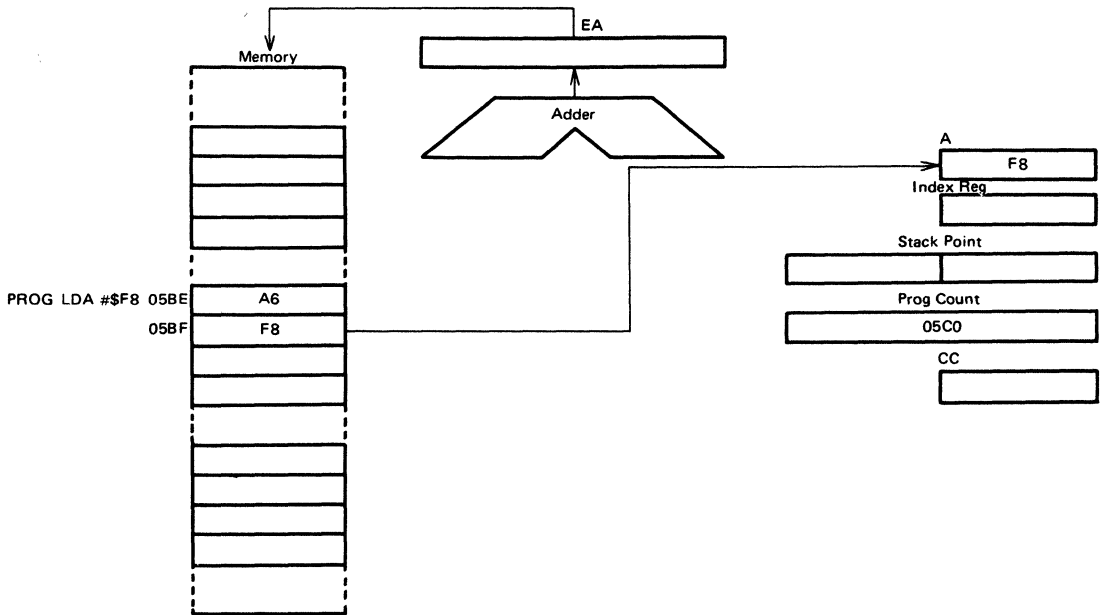 EA
Memory
Adder
A
F8
Index Reg
Stack Point
PROG LDA #$F8 05BE A6
Prog Count
05BF F8
05C0
CC